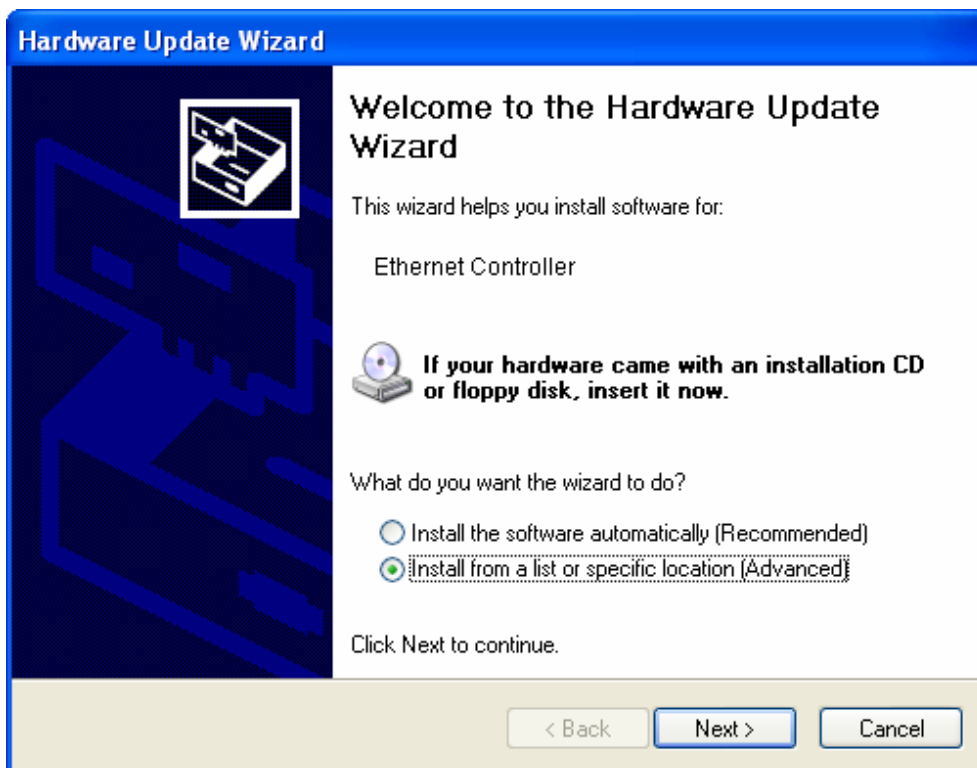 Hardware Update Wizard
Welcome to the Hardware Update
Wizard
This wizard helps you install software for:
Ethernet Controller
If your hardware came with an installation CD
or floppy disk, insert it now.
What do you want the wizard to do?
Install the software automatically (Recommended)
Install from a list or specific location (Advanced)
Click Next to continue.
< Back
Next >
Cancel